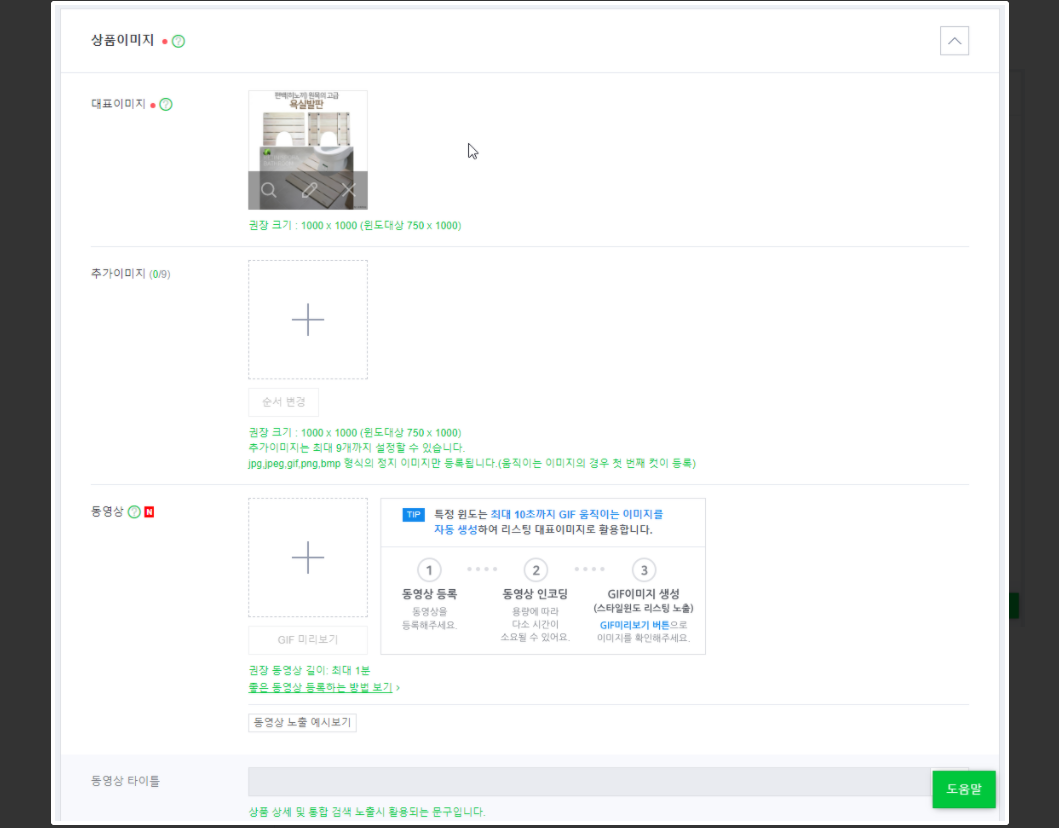 상품이미지
대표이미지
편백(히노끼) 원목의 고급
욕실발판
권장 크기 : 1000 x 1000 (윈도대상 750 x 1000)
추가이미지 (0/9)
순서 변경
권장 크기 : 1000 x 1000 (윈도대상 750 x 1000)
추가이미지는 최대 9개까지 설정할 수 있습니다.
jpg,jpeg,gif,png,bmp 형식의 정지 이미지만 등록됩니다.(움직이는 이미지의 경우 첫 번째 컷이 등록)
동영상 N
TIP 특정 윈도는 최대 10초까지 GIF 움직이는 이미지를
자동 생성하여 리스팅 대표이미지로 활용합니다.
1 2 3
동영상 등록 동영상 인코딩 GIF이미지 생성
(스타일윈도 리스팅 노출)
동영상을
등록해주세요.
용량에 따라
다소 시간이
소요될 수 있어요.
GIF미리보기 버튼으로
이미지를 확인해주세요.
GIF 미리보기
권장 동영상 길이: 최대 1분
좋은 동영상 등록하는 방법 보기 ›
동영상 노출 예시보기
동영상 타이틀
도움말
상품 상세 및 통합 검색 노출시 활용되는 문구입니다.